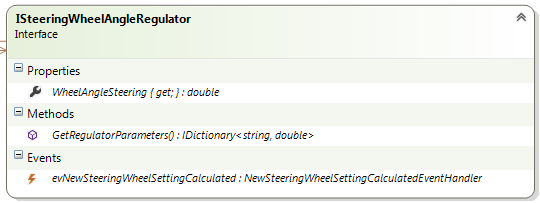 ISteeringWheelAngleRegulator
Interface
Properties
WheelAngleSteering { get; } : double
Methods
GetRegulatorParameters() : IDictionary<string, double>
Events
evNewSteeringWheelSettingCalculated : NewSteeringWheelSettingCalculatedEventHandler